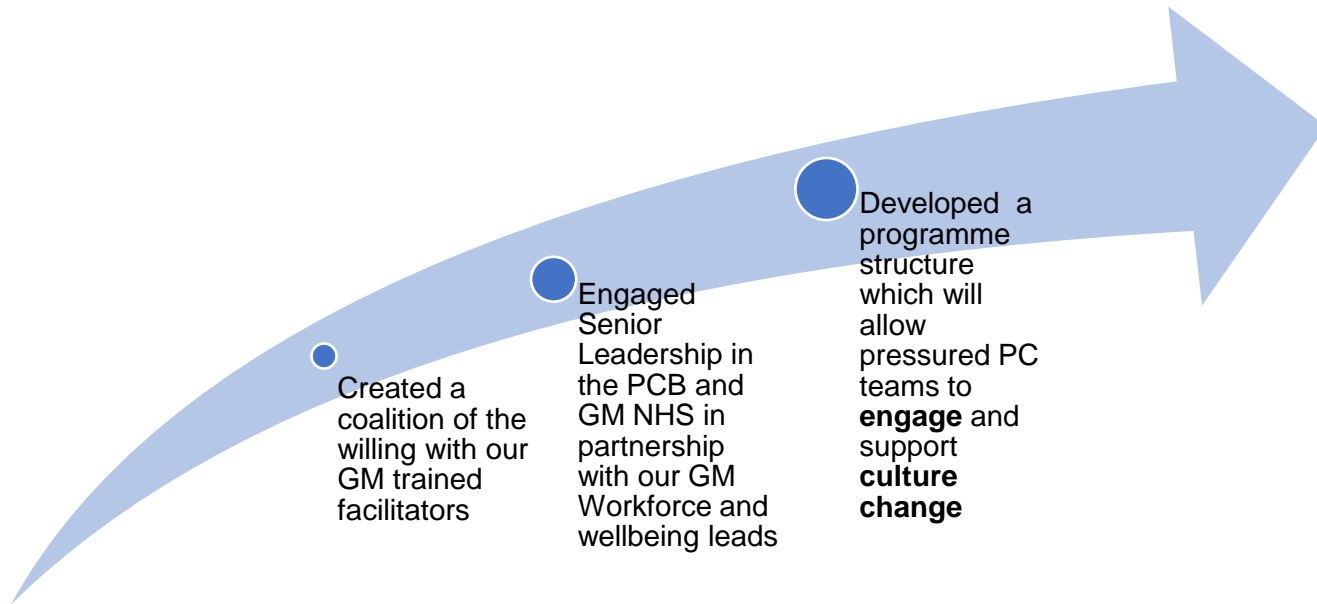 Created a
coalition of the
willing with our
GM trained
facilitators
Engaged
Senior
Leadership in
the PCB and
GM NHS in
partnership
with our GM
Workforce and
wellbeing leads
Developed a
programme
structure
which will
allow
pressured PC
teams to
engage and
support
culture
change